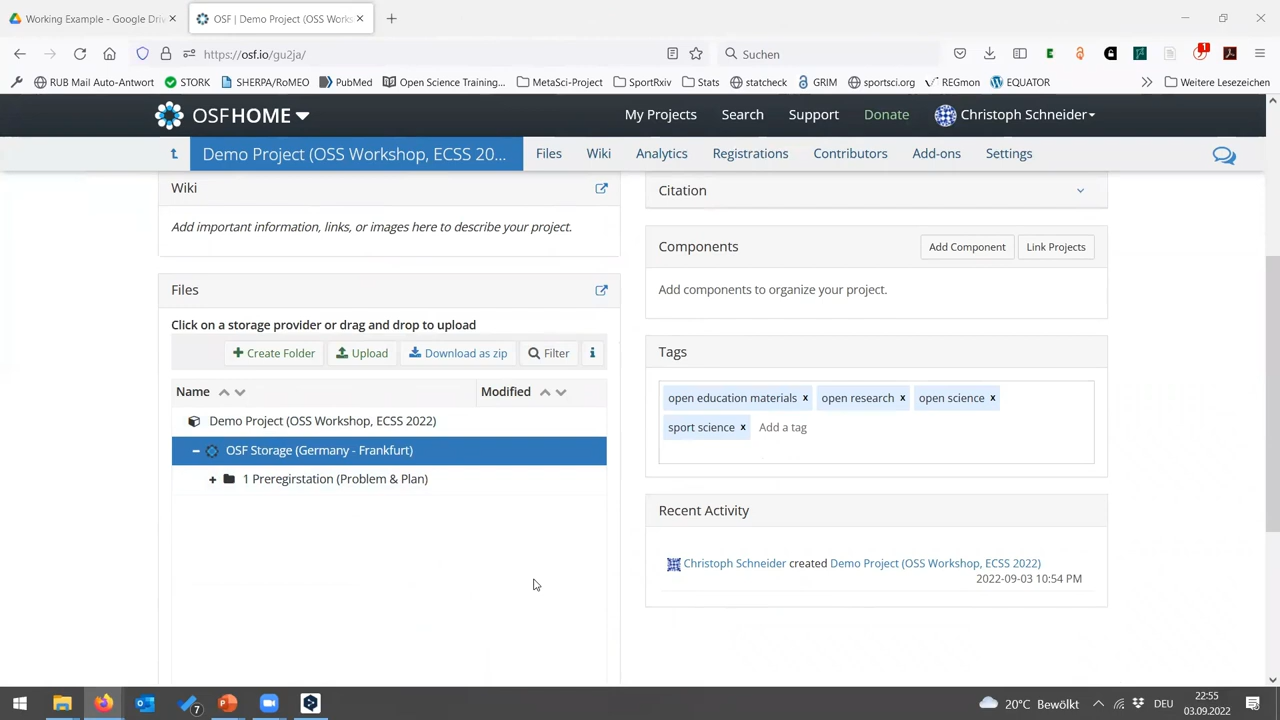 Working Example - Google Driv
OSF | Demo Project (OSS Works
https://osf.io/gu2ja/
Suchen
1
RUB Mail Auto-Antwort
STORK
SHERPA/RoMEO
PubMed
Open Science Training...
MetaSci-Project
SportRxiv
Stats
statcheck
GRIM
sportsci.org
REGmon
EQUATOR
Weitere Lesezeichen
OSFHOME
My Projects
Search
Support
Donate
Christoph Schneider
Demo Project (OSS Workshop, ECSS 20...
Files
Wiki
Analytics
Registrations
Contributors
Add-ons
Settings
Wiki
Add important information, links, or images here to describe your project.
Files
Click on a storage provider or drag and drop to upload
Create Folder
Upload
Download as zip
Filter
Name
Modified
Demo Project (OSS Workshop, ECSS 2022)
OSF Storage (Germany - Frankfurt)
1 Preregirstation (Problem & Plan)
Citation
Components
Add Component
Link Projects
Add components to organize your project.
Tags
open education materials x
open research x
open science x
sport science x
Add a tag
Recent Activity
Christoph Schneider created Demo Project (OSS Workshop, ECSS 2022)
2022-09-03 10:54 PM
7
20°C Bewölkt
DEU
22:55
03.09.2022